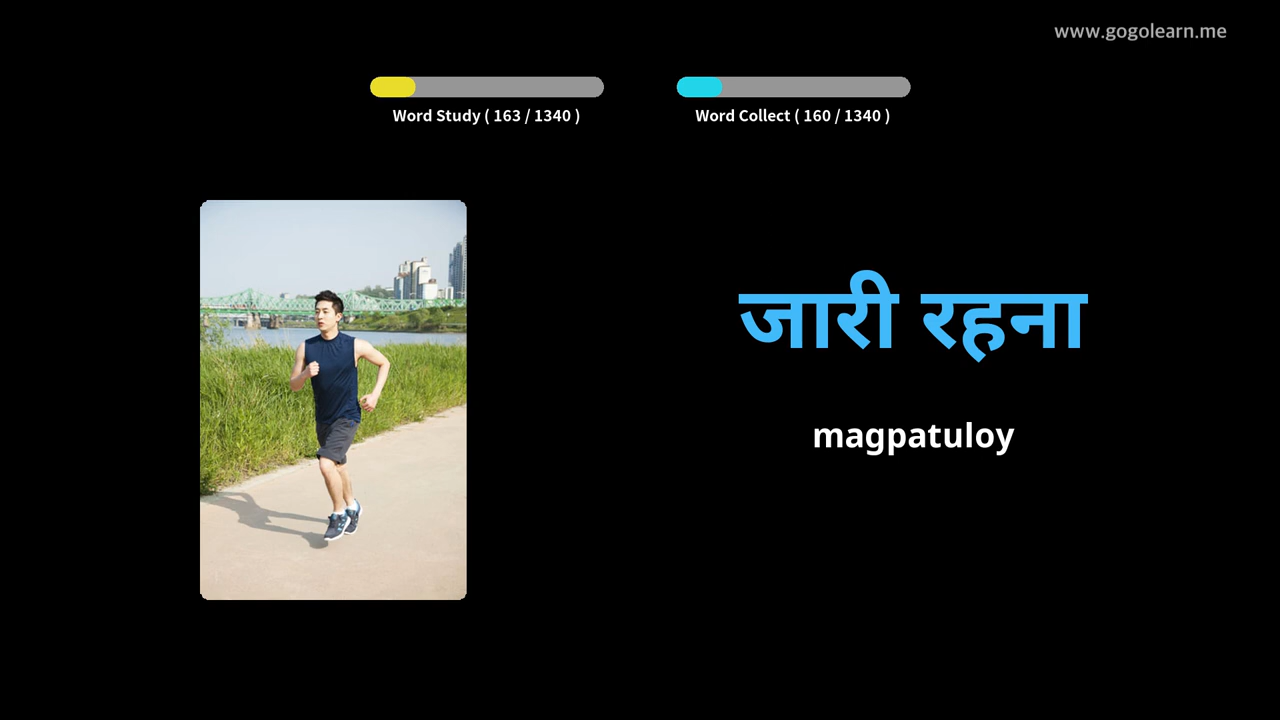 www.gogolearn.me
Word Study ( 163 / 1340 )
Word Collect ( 160 / 1340 )
जारी रहना
magpatuloy